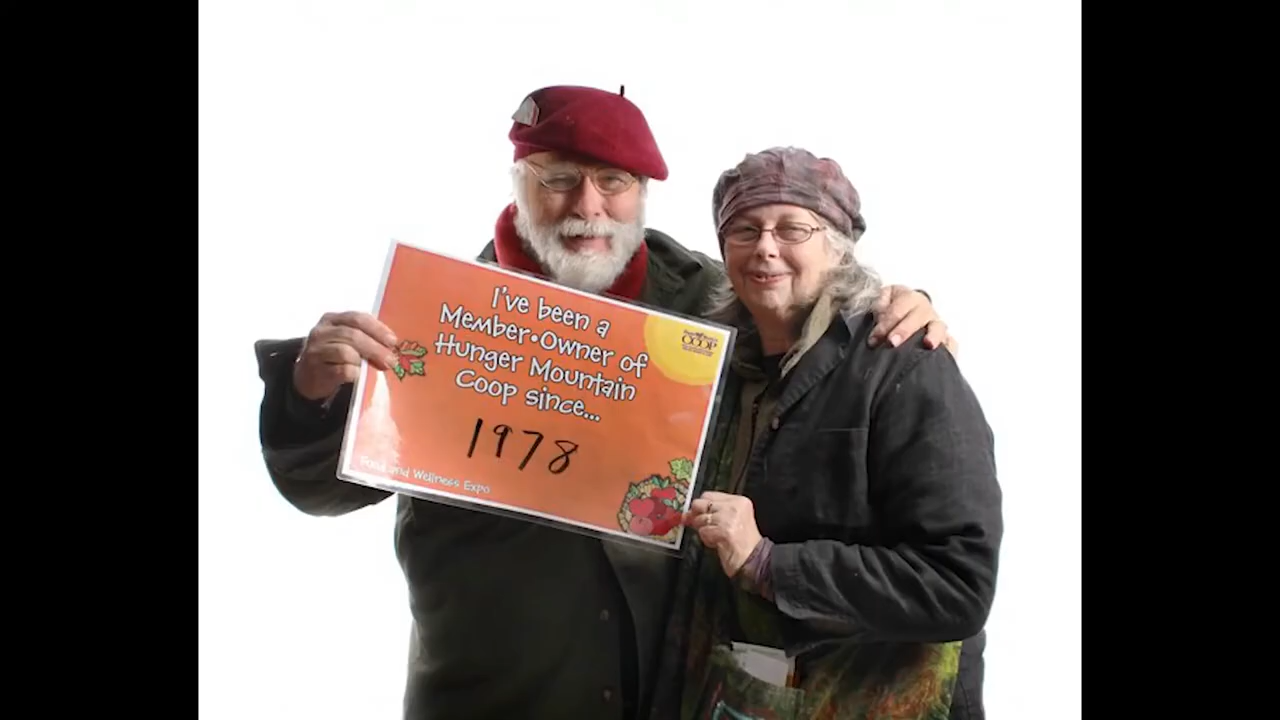 I've been a
Member•Owner of
Hunger Mountain
Coop since...
1978
COOP
Food and Wellness Expo